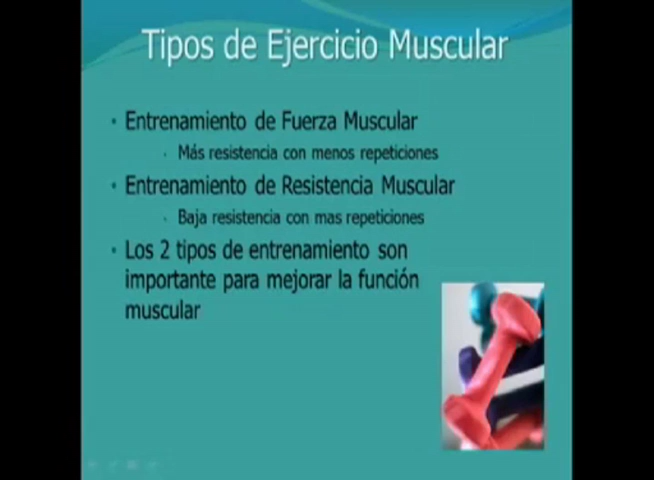 Tipos de Ejercicio Muscular
• Entrenamiento de Fuerza Muscular
• Más resistencia con menos repeticiones
• Entrenamiento de Resistencia Muscular
• Baja resistencia con mas repeticiones
• Los 2 tipos de entrenamiento son
importante para mejorar la función
muscular